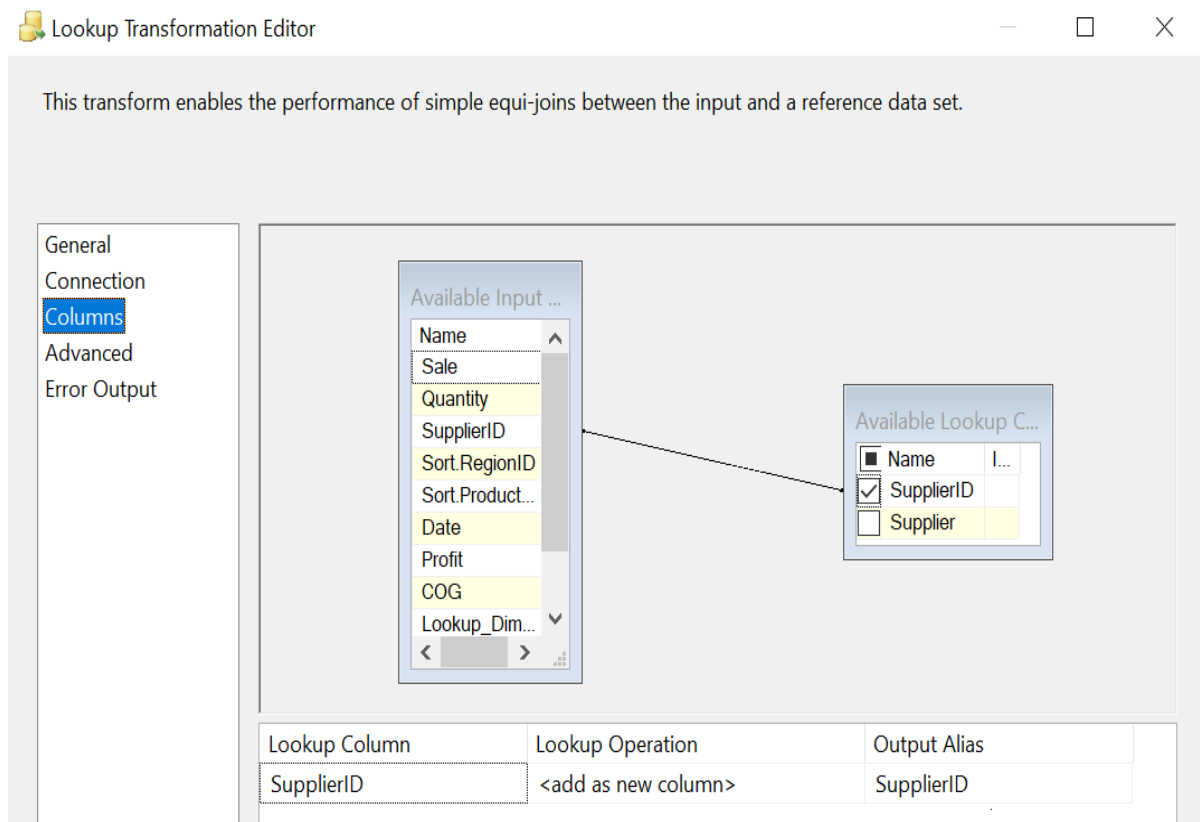 Lookup Transformation Editor
This transform enables the performance of simple equi-joins between the input and a reference data set.
General
Connection
Columns
Advanced
Error Output
Available Input ...
Name
Sale
Quantity
SupplierID
Sort.RegionID
Sort.Product...
Date
Profit
COG
Lookup_Dim...
Available Lookup C...
Name I...
SupplierID
Supplier
Lookup Column Lookup Operation Output Alias
SupplierID <add as new column> SupplierID